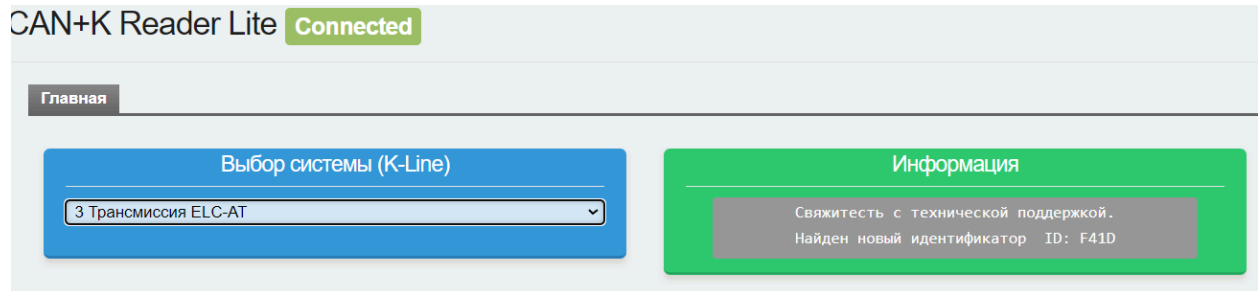 CAN+K Reader Lite Connected
Главная
Выбор системы (K-Line)
3 Трансмиссия ELC-AT
Информация
Свяжитесть с технической поддержкой.
Найден новый идентификатор ID: F41D